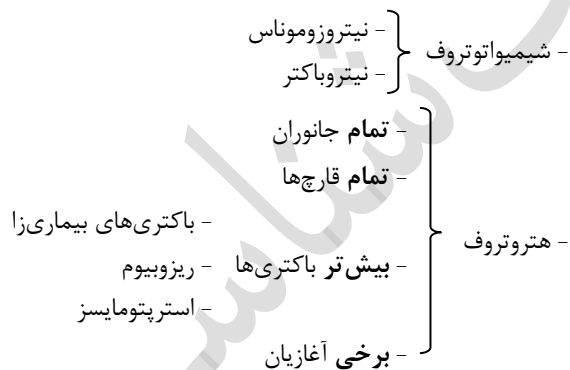 - نیتروزوموناس
- شیمیواتوتروف
- نیتروباکتر
- تمام جانوران
- تمام قارچ‌ها
- باکتری‌های بیماری‌زا
- هتروتروف
- بیش‌تر باکتری‌ها - ریزوبیوم
- استرپتومایسز
- برخی آغازیان